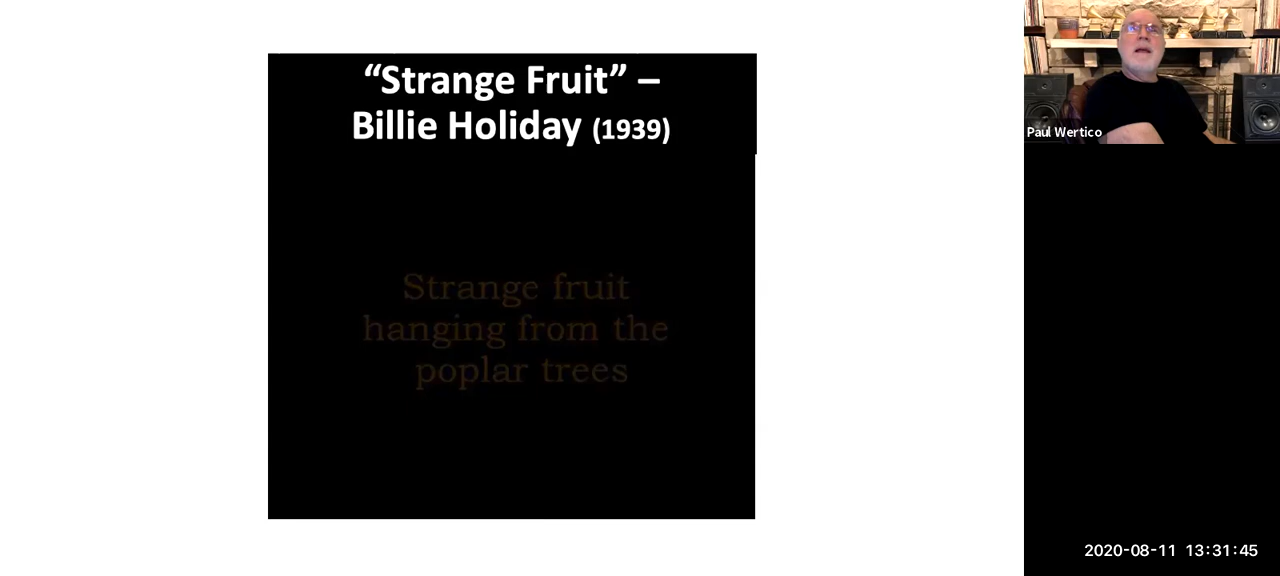 “Strange Fruit” –
Billie Holiday (1939)
Strange fruit
hanging from the
poplar trees
Paul Wertico
2020-08-11 13:31:45